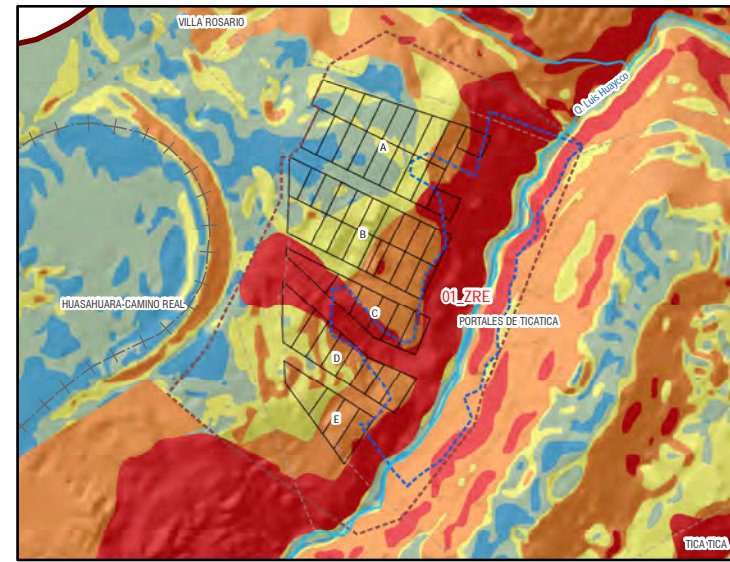 VILLA ROSARIO
Q. Luis Huaycco
A
B
HUASAHUARA-CAMINO REAL
01_ZRE
C
PORTALES DE TICATICA
D
E
TICA TICA